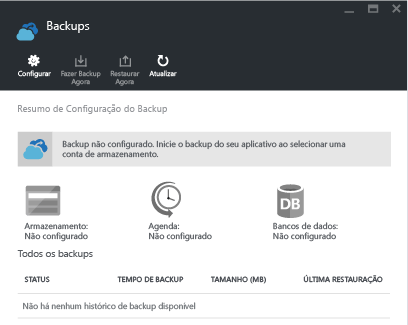 Backups
Configurar
Fazer Backup
Agora
Restaurar
Agora
Atualizar
Resumo de Configuração do Backup
Backup não configurado. Inicie o backup do seu aplicativo ao selecionar uma
conta de armazenamento.
DB
Armazenamento:
Não configurado
Agenda:
Não configurado
Bancos de dados:
Não configurado
Todos os backups
STATUS TEMPO DE BACKUP TAMANHO (MB) ÚLTIMA RESTAURAÇÃO
Não há nenhum histórico de backup disponível